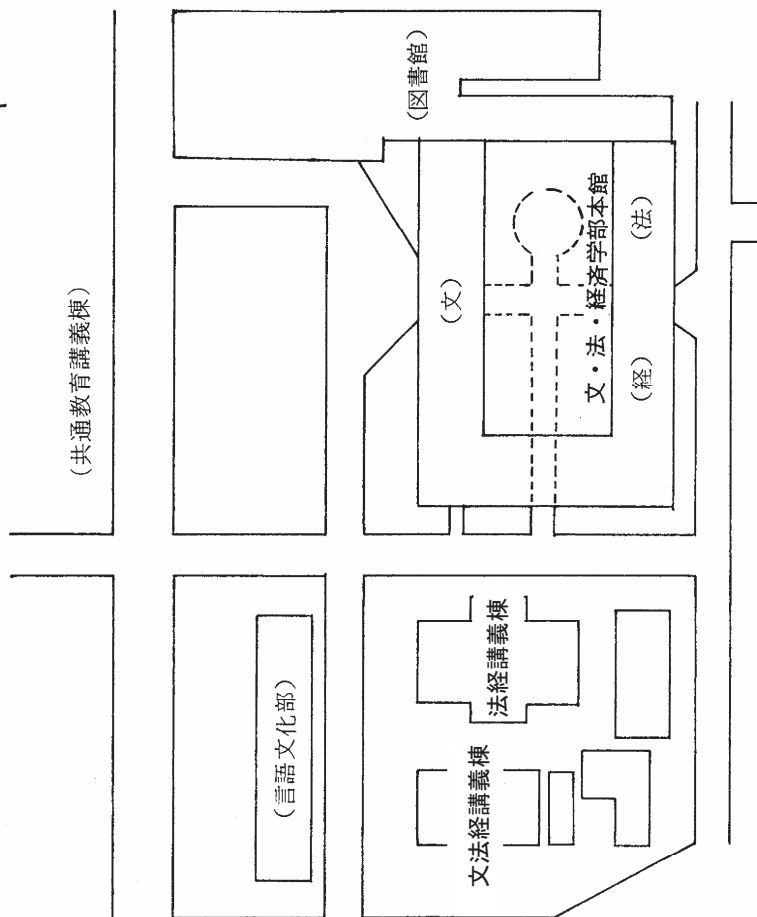 (共通教育講義棟)
(図書館)
(文)
文・法・経済学部本館
(法)
(経)
(言語文化部)
法経講義棟
文法経講義棟